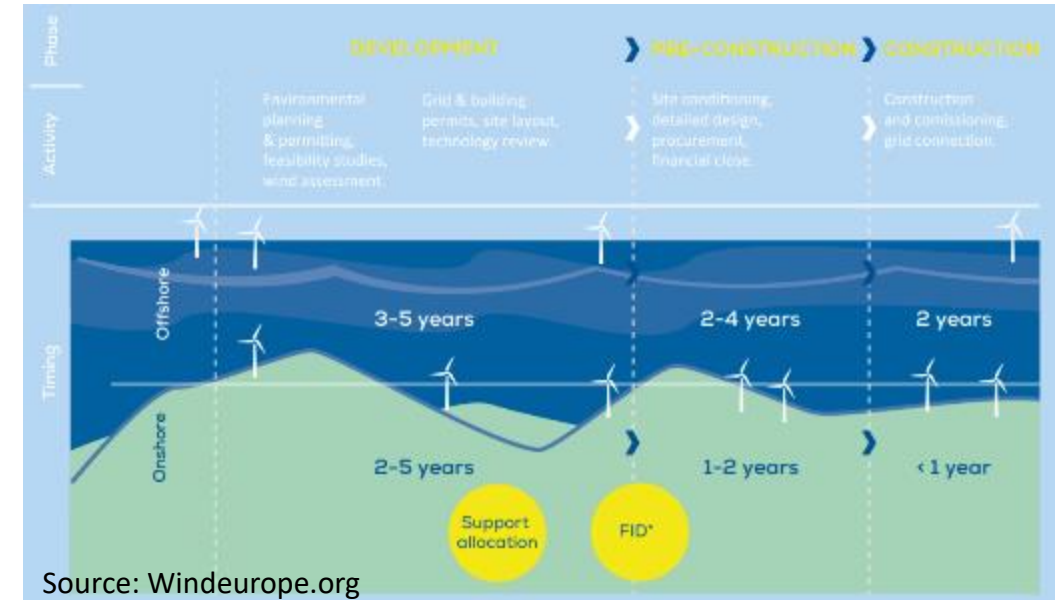 Phase
DEVELOPMENT
PRE-CONSTRUCTION
CONSTRUCTION
Activity
Environmental
planning
& permitting,
feasibility studies,
wind assessment.
Grid & building
permits, site layout,
technology review.
Site conditioning,
detailed design,
procurement,
financial close.
Construction
and comissioning,
grid connection.
Timing
Offshore
3-5 years
2-4 years
2 years
Onshore
2-5 years
1-2 years
<1 year
Support
allocation
FID*
Source: Windeurope.org